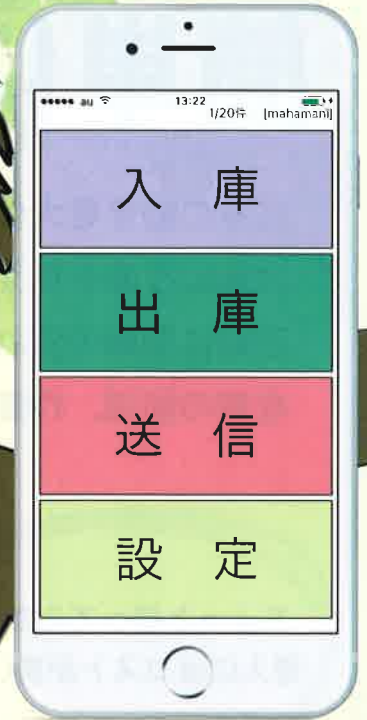 au 13:22
1/20件 [mahamani]
入 庫
出 庫
送 信
設 定